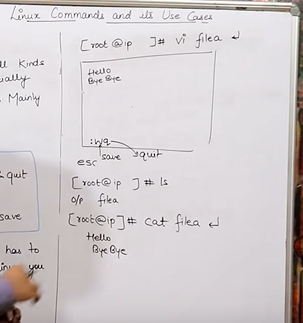 Linux Commands and its Use Cases
ll Kinds
ially
Mainly
quit
save
has to
you
[root@ip ]# vi filea ↵
Hello
Bye Bye
:wq
esc save quit
[root@ip ]# ls
o/p filea
[root@ip]# cat filea ↵
Hello
Bye Bye